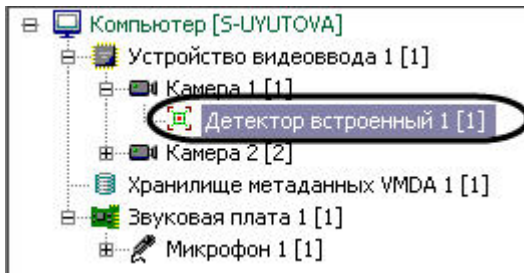 Компьютер [S-UYUTOVA]
Устройство видеоввода 1 [1]
Камера 1 [1]
Детектор встроенный 1 [1]
Камера 2 [2]
Хранилище метаданных VMDA 1 [1]
Звуковая плата 1 [1]
Микрофон 1 [1]